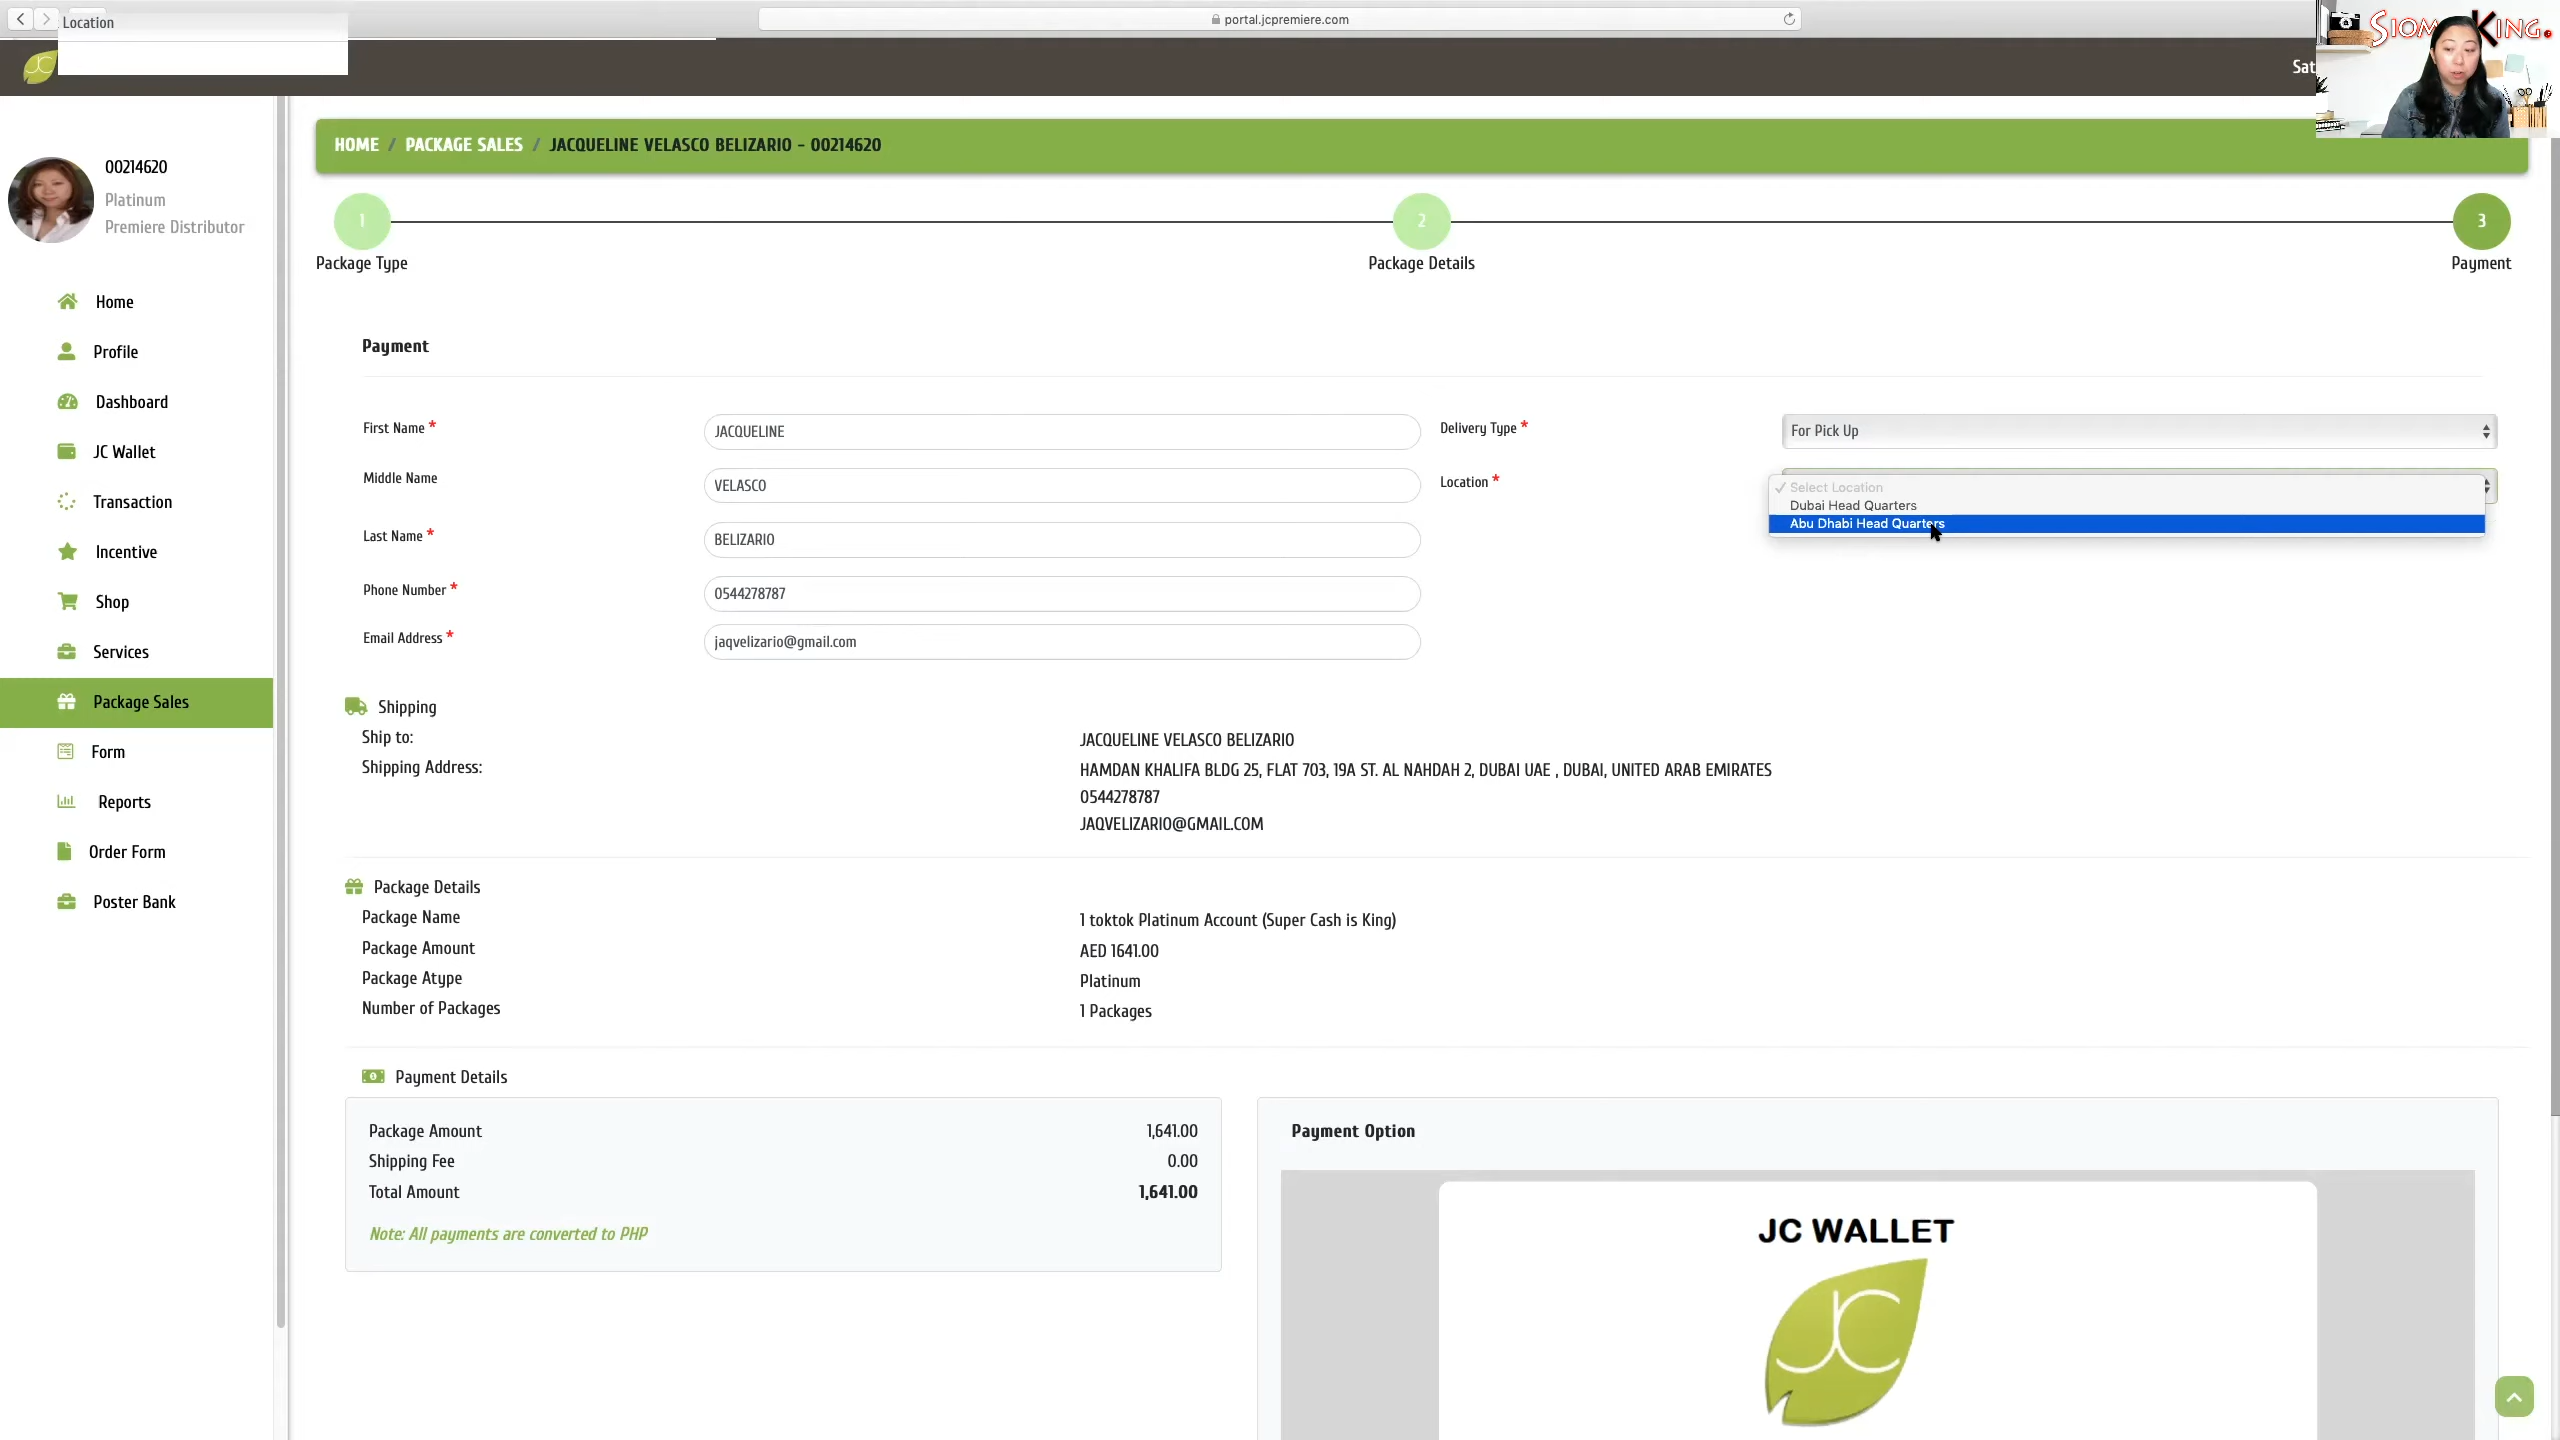 Location
portal.jcpremiere.com
Sat
HOME / PACKAGE SALES / JACQUELINE VELASCO BELIZARIO - 00214620
00214620
Platinum
Premiere Distributor
1
2
3
Package Type
Package Details
Payment
Home
Profile
Dashboard
JC Wallet
Transaction
Incentive
Shop
Services
Package Sales
Form
Reports
Order Form
Poster Bank
Payment
First Name *
JACQUELINE
Delivery Type *
For Pick Up
Middle Name
VELASCO
Location *
✓ Select Location
Dubai Head Quarters
Abu Dhabi Head Quarters
Last Name *
BELIZARIO
Phone Number *
0544278787
Email Address *
jaqvelizario@gmail.com
Shipping
Ship to:
JACQUELINE VELASCO BELIZARIO
Shipping Address:
HAMDAN KHALIFA BLDG 25, FLAT 703, 19A ST. AL NAHDAH 2, DUBAI UAE , DUBAI, UNITED ARAB EMIRATES
0544278787
JAQVELIZARIO@GMAIL.COM
Package Details
Package Name
1 toktok Platinum Account (Super Cash is King)
Package Amount
AED 1641.00
Package Atype
Platinum
Number of Packages
1 Packages
Payment Details
Package Amount
1,641.00
Shipping Fee
0.00
Total Amount
1,641.00
Note: All payments are converted to PHP
Payment Option
JC WALLET
JC